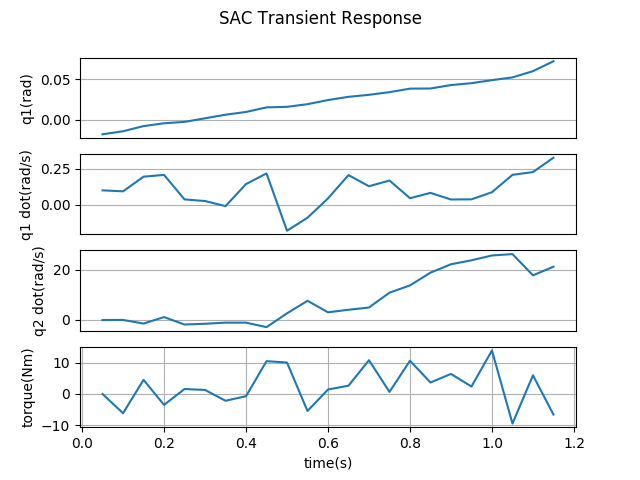 SAC Transient Response
q1(rad)
0.05
0.00
q1 dot(rad/s)
0.25
0.00
q2 dot(rad/s)
20
0
torque(Nm)
10
0
−10
0.0 0.2 0.4 0.6 0.8 1.0 1.2
time(s)